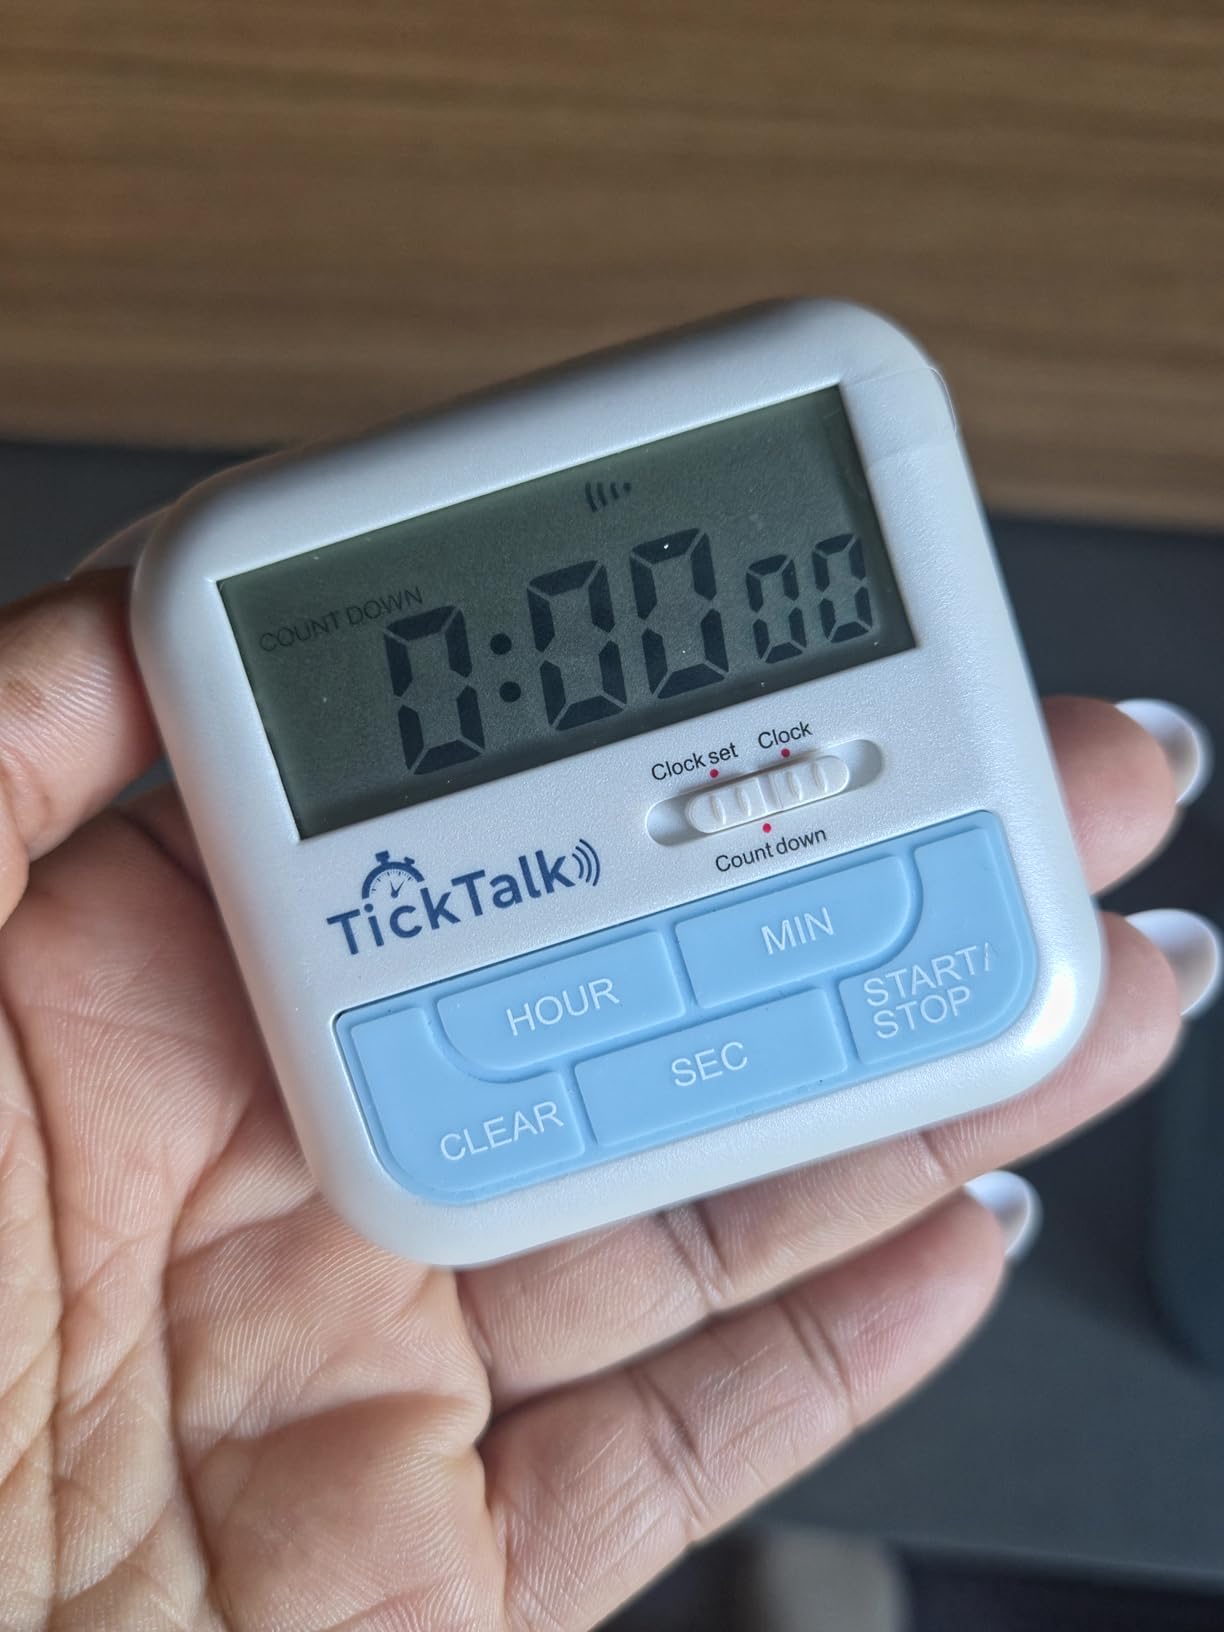 COUNT DOWN
0:00 00
Clock set Clock
Count down
TickTalk
HOUR
MIN
START/
STOP
SEC
CLEAR